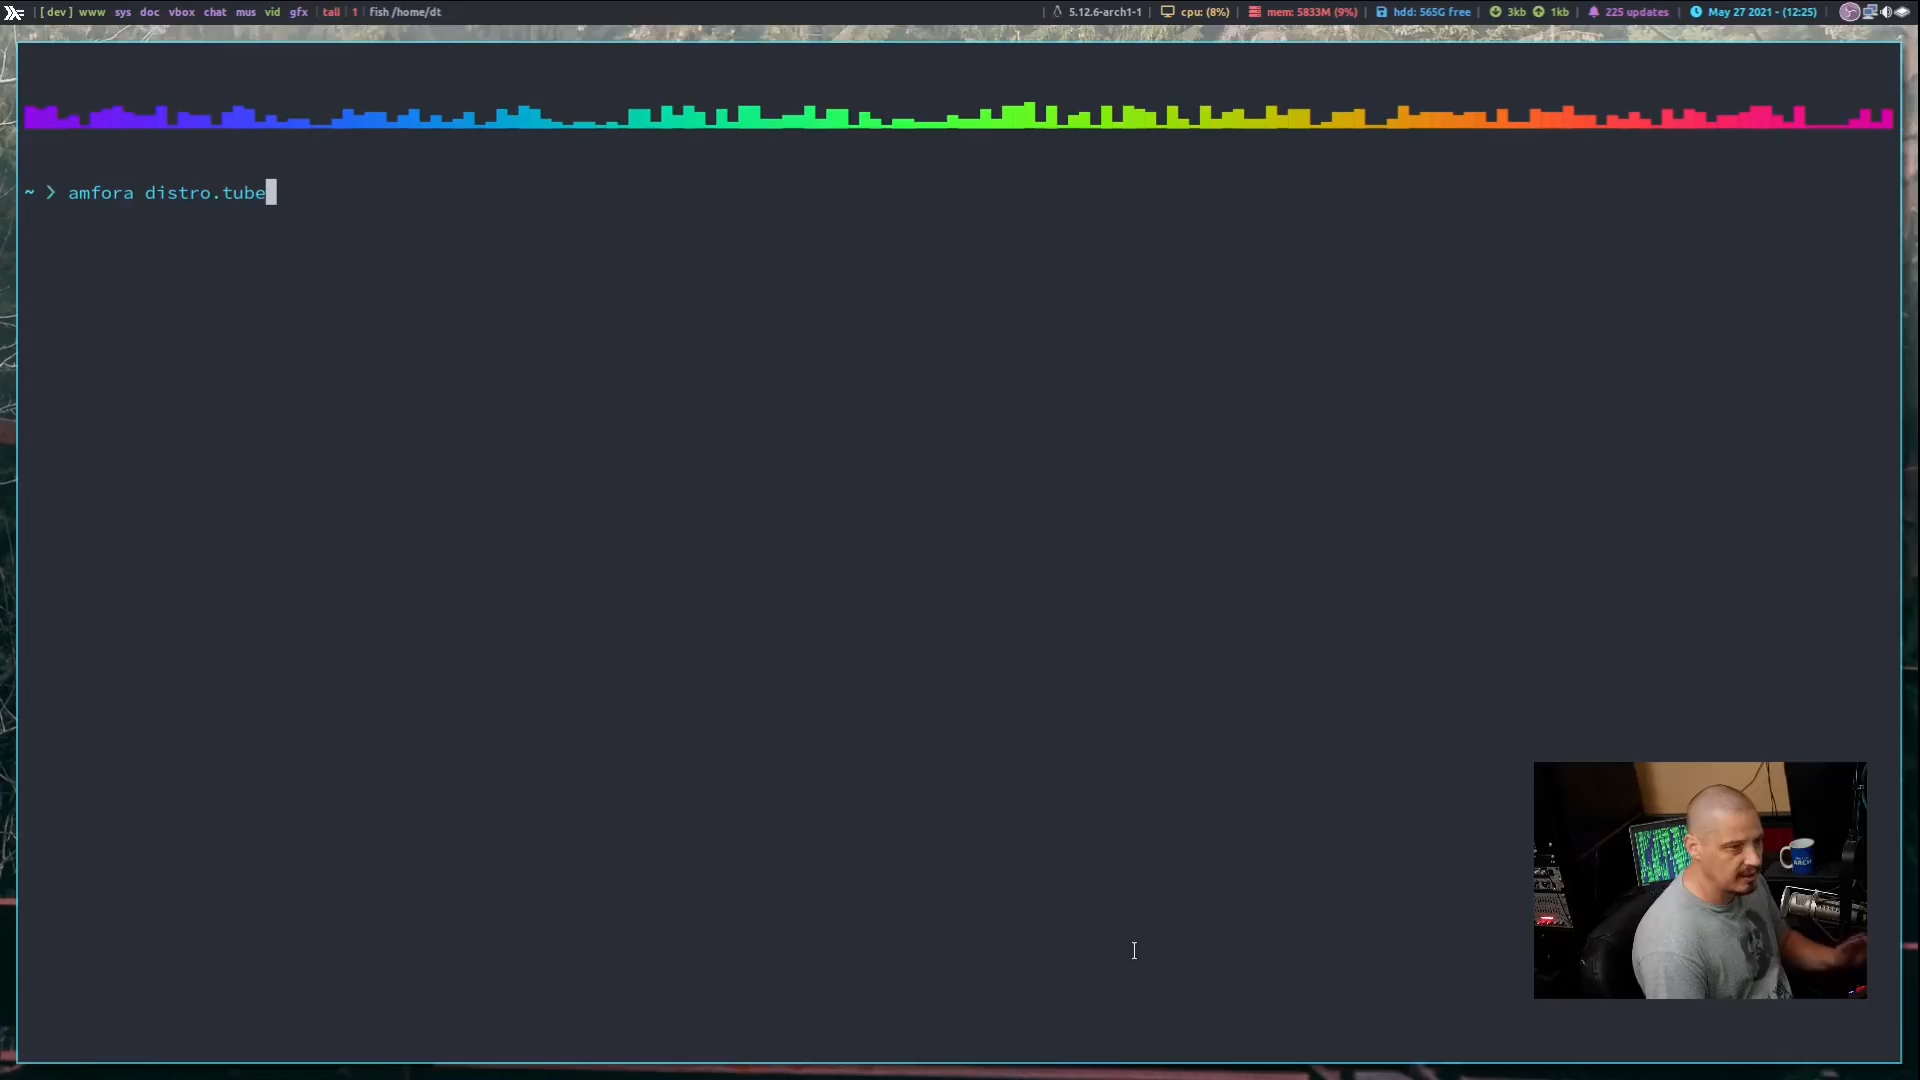 [dev] www sys doc vbox chat mus vid gfx | tall | 1 | fish /home/dt | 5.12.6-arch1-1 | cpu: (8%) | mem: 5833M (9%) | hdd: 565G free | 3kb 1kb | 225 updates | May 27 2021 - (12:25) |
~ > amfora distro.tube
ARCH